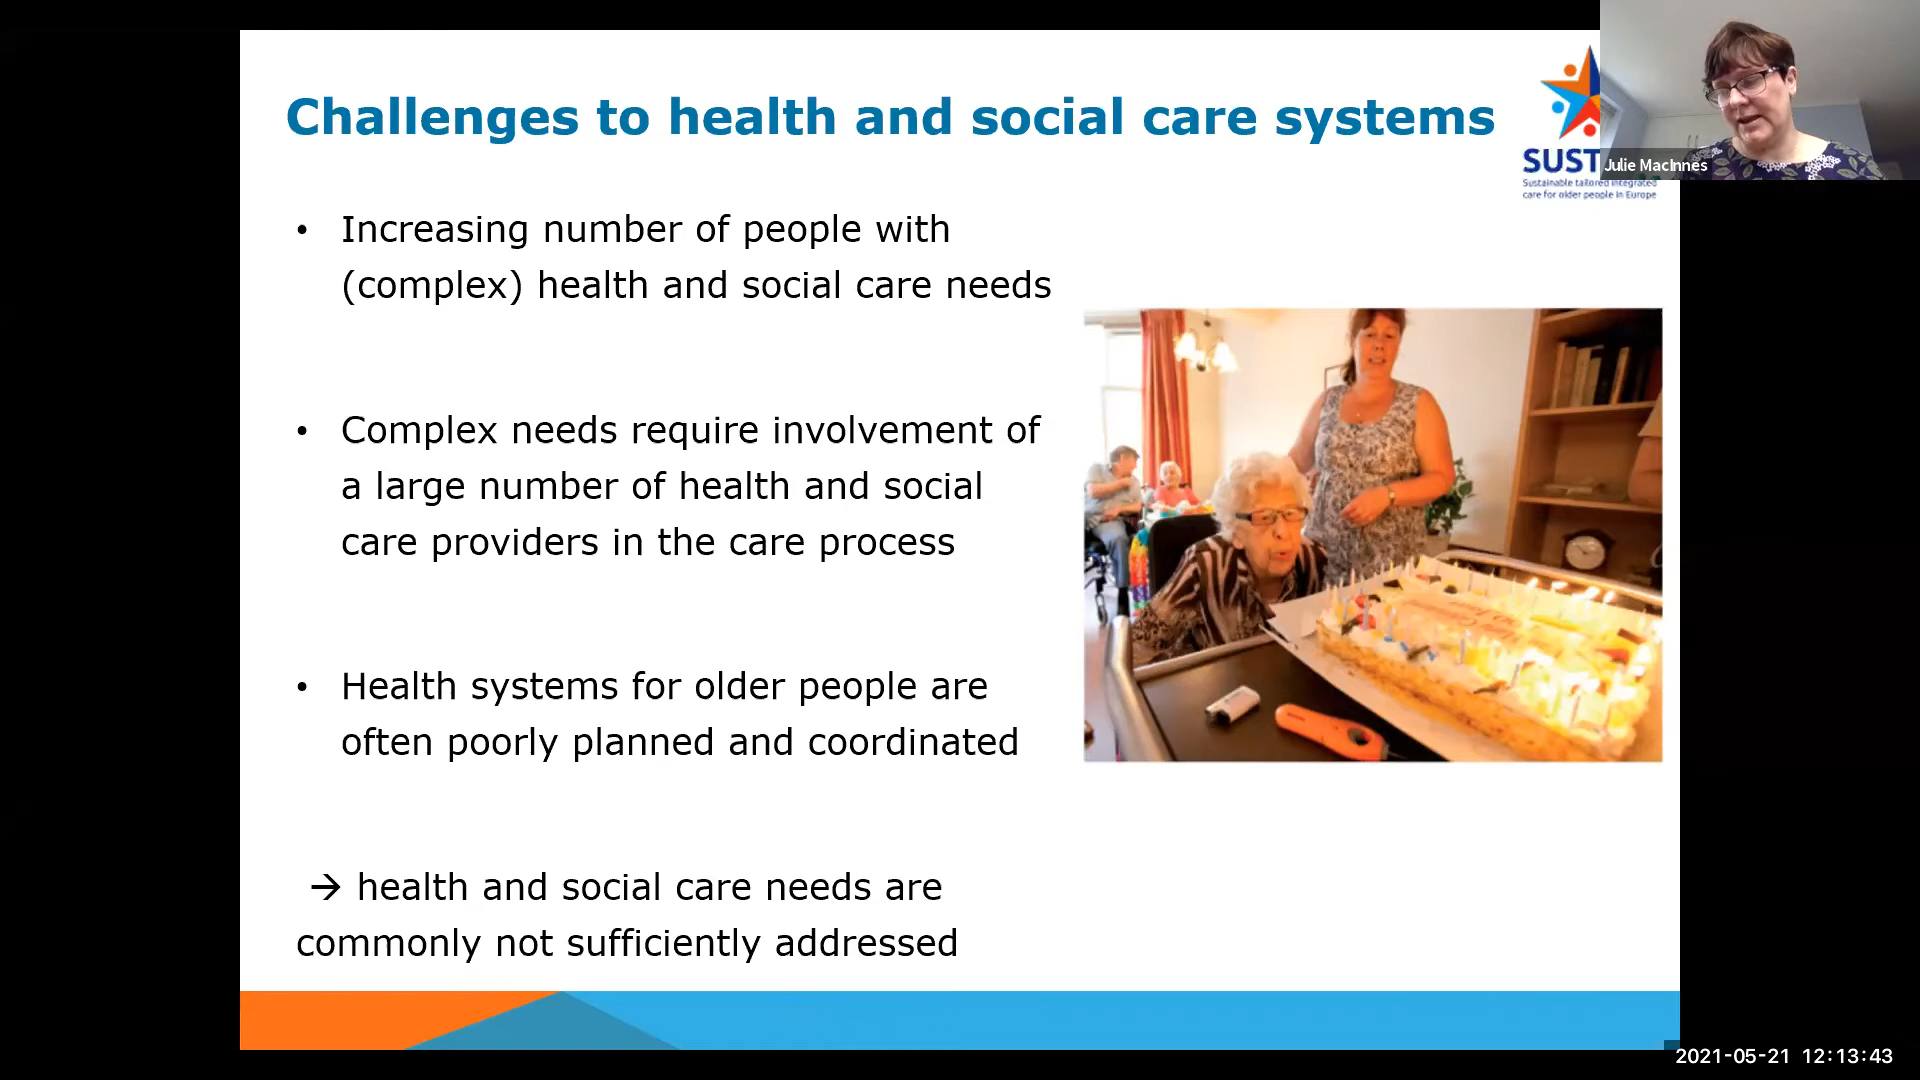 Challenges to health and social care systems
SUST
Sustainable tailored integrated
care for older people in Europe
Julie MacInnes
• Increasing number of people with
(complex) health and social care needs
• Complex needs require involvement of
a large number of health and social
care providers in the care process
• Health systems for older people are
often poorly planned and coordinated
→ health and social care needs are
commonly not sufficiently addressed
2021-05-21 12:13:43